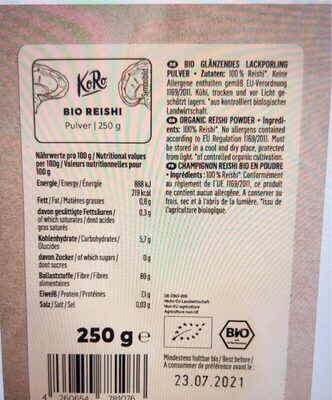 KoRo
Symbolbild
BIO REISHI
Pulver | 250 g
Nährwerte pro 100 g / Nutritional values
per 100g/ Valeurs nutritionnelles pour
100 g
Energie / Energy / Energie 888 kJ
219 kcal
Fett / Fat / Matières grasses 0,8 g
davon gesättigte Fettsäuren / 0,3 g
of which saturates / dont acides
gras saturés
Kohlenhydrate / Carbohydrates / 5,7 g
Glucides
davon Zucker / of which sugars / 0 g
dont sucres
Ballaststoffe / Fibre / Fibres 80 g
alimentaires
Eiweiß / Protein / Protéines 7,1 g
Salz / Salt / Sel 0,03 g
250 g e
4 260654 781076
DE BIO GLÄNZENDES LACKPORLING
PULVER • Zutaten: 100 % Reishi*. Keine
Allergene enthalten gemäß EU-Verordnung
1169/2011. Kühl, trocken und vor Licht ge-
schützt lagern. *aus kontrolliert biologischer
Landwirtschaft.
ORGANIC REISHI POWDER • Ingredi-
ents: 100 % Reishi*. No allergens contained
according to EU Regulation 1169/2011. Must
be stored in a cool and dry place, protected
from light. *of controlled organic cultivation.
CHAMPIGNON REISHI BIO EN POUDRE
• Ingrédients : 100 % Reishi*. Conformément
au règlement de l'UE 1169/2011, ce produit
ne contient aucun allergène. A conserver au
frais, sec et à l'abris de la lumière. *issu de
l'agriculture biologique.
DE-ÖKO-006
Nicht-EU-Landwirtschaft
Non-EU-agriculture
Agriculture non UE
Bio
Mindestens haltbar bis / Best before /
A consommer de préférence avant le :
23.07.2021